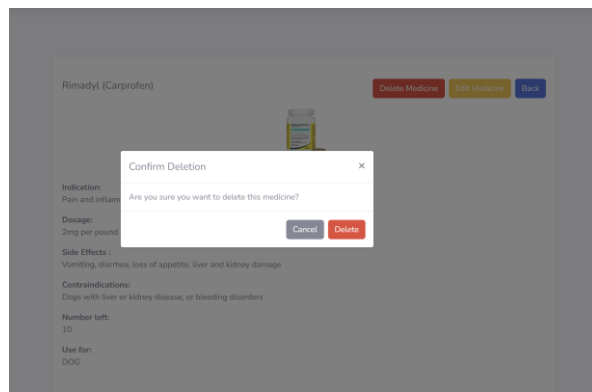 Rimadyl (Carprofen)
Delete Medicine
Edit Medicine
Back
Confirm Deletion
×
Are you sure you want to delete this medicine?
Cancel
Delete
Indication:
Pain and
Dosage:
2mg per pound
Side Effects :
Vomiting, diarrhea, loss of appetite, liver and kidney damage
Contraindications:
Dogs with liver or kidney disease, or bleeding disorders
Number left:
10
Use for:
DOG